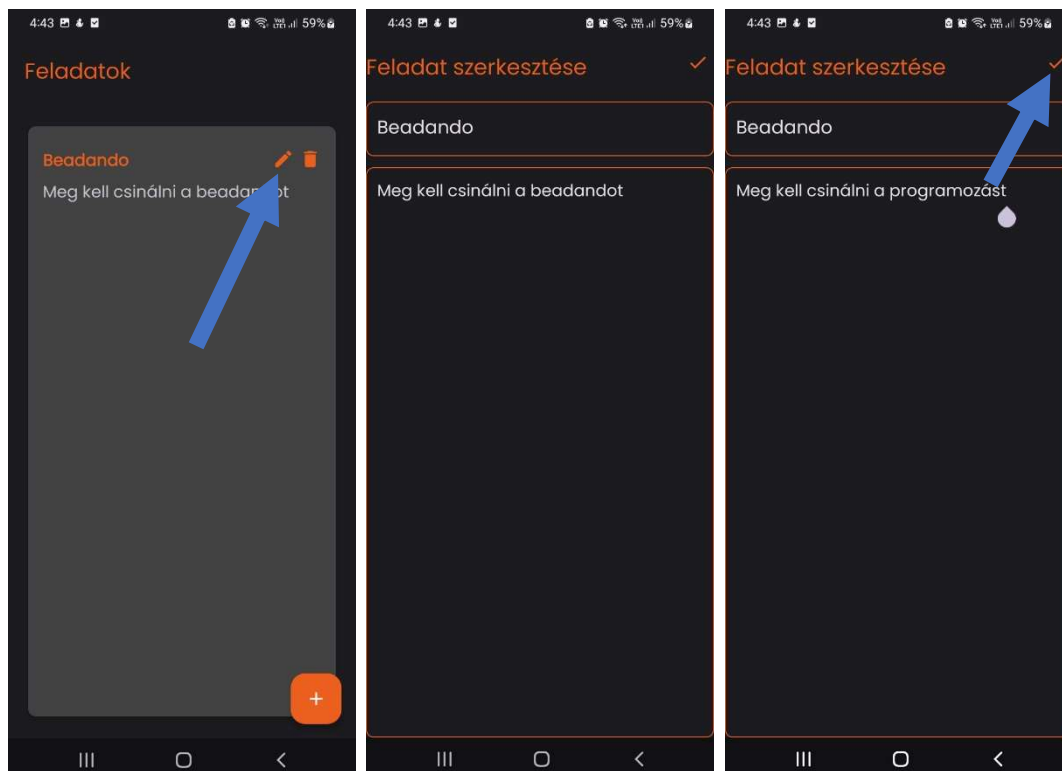 4:43
59%
Feladatok
Beadando
Meg kell csinálni a beadandot
+
4:43
59%
Feladat szerkesztése
Beadando
Meg kell csinálni a beadandot
4:43
59%
Feladat szerkesztése
Beadando
Meg kell csinálni a programozást